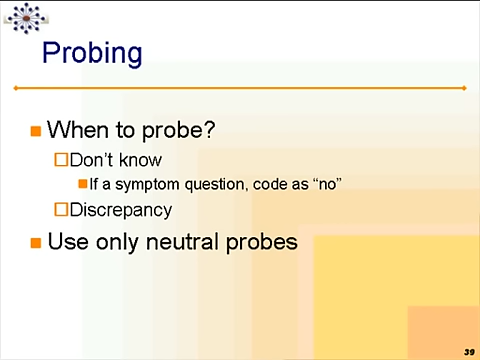 Probing
When to probe?
Don't know
If a symptom question, code as “no”
Discrepancy
Use only neutral probes
39